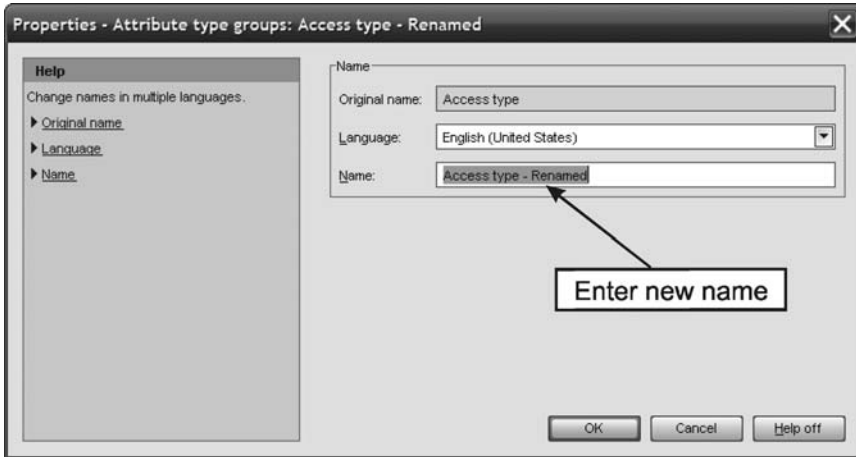 Properties - Attribute type groups: Access type - Renamed
Help
Change names in multiple languages.
Original name
Language
Name
Name
Original name:
Access type
Language:
English (United States)
Name:
Access type - Renamed
Enter new name
OK
Cancel
Help off